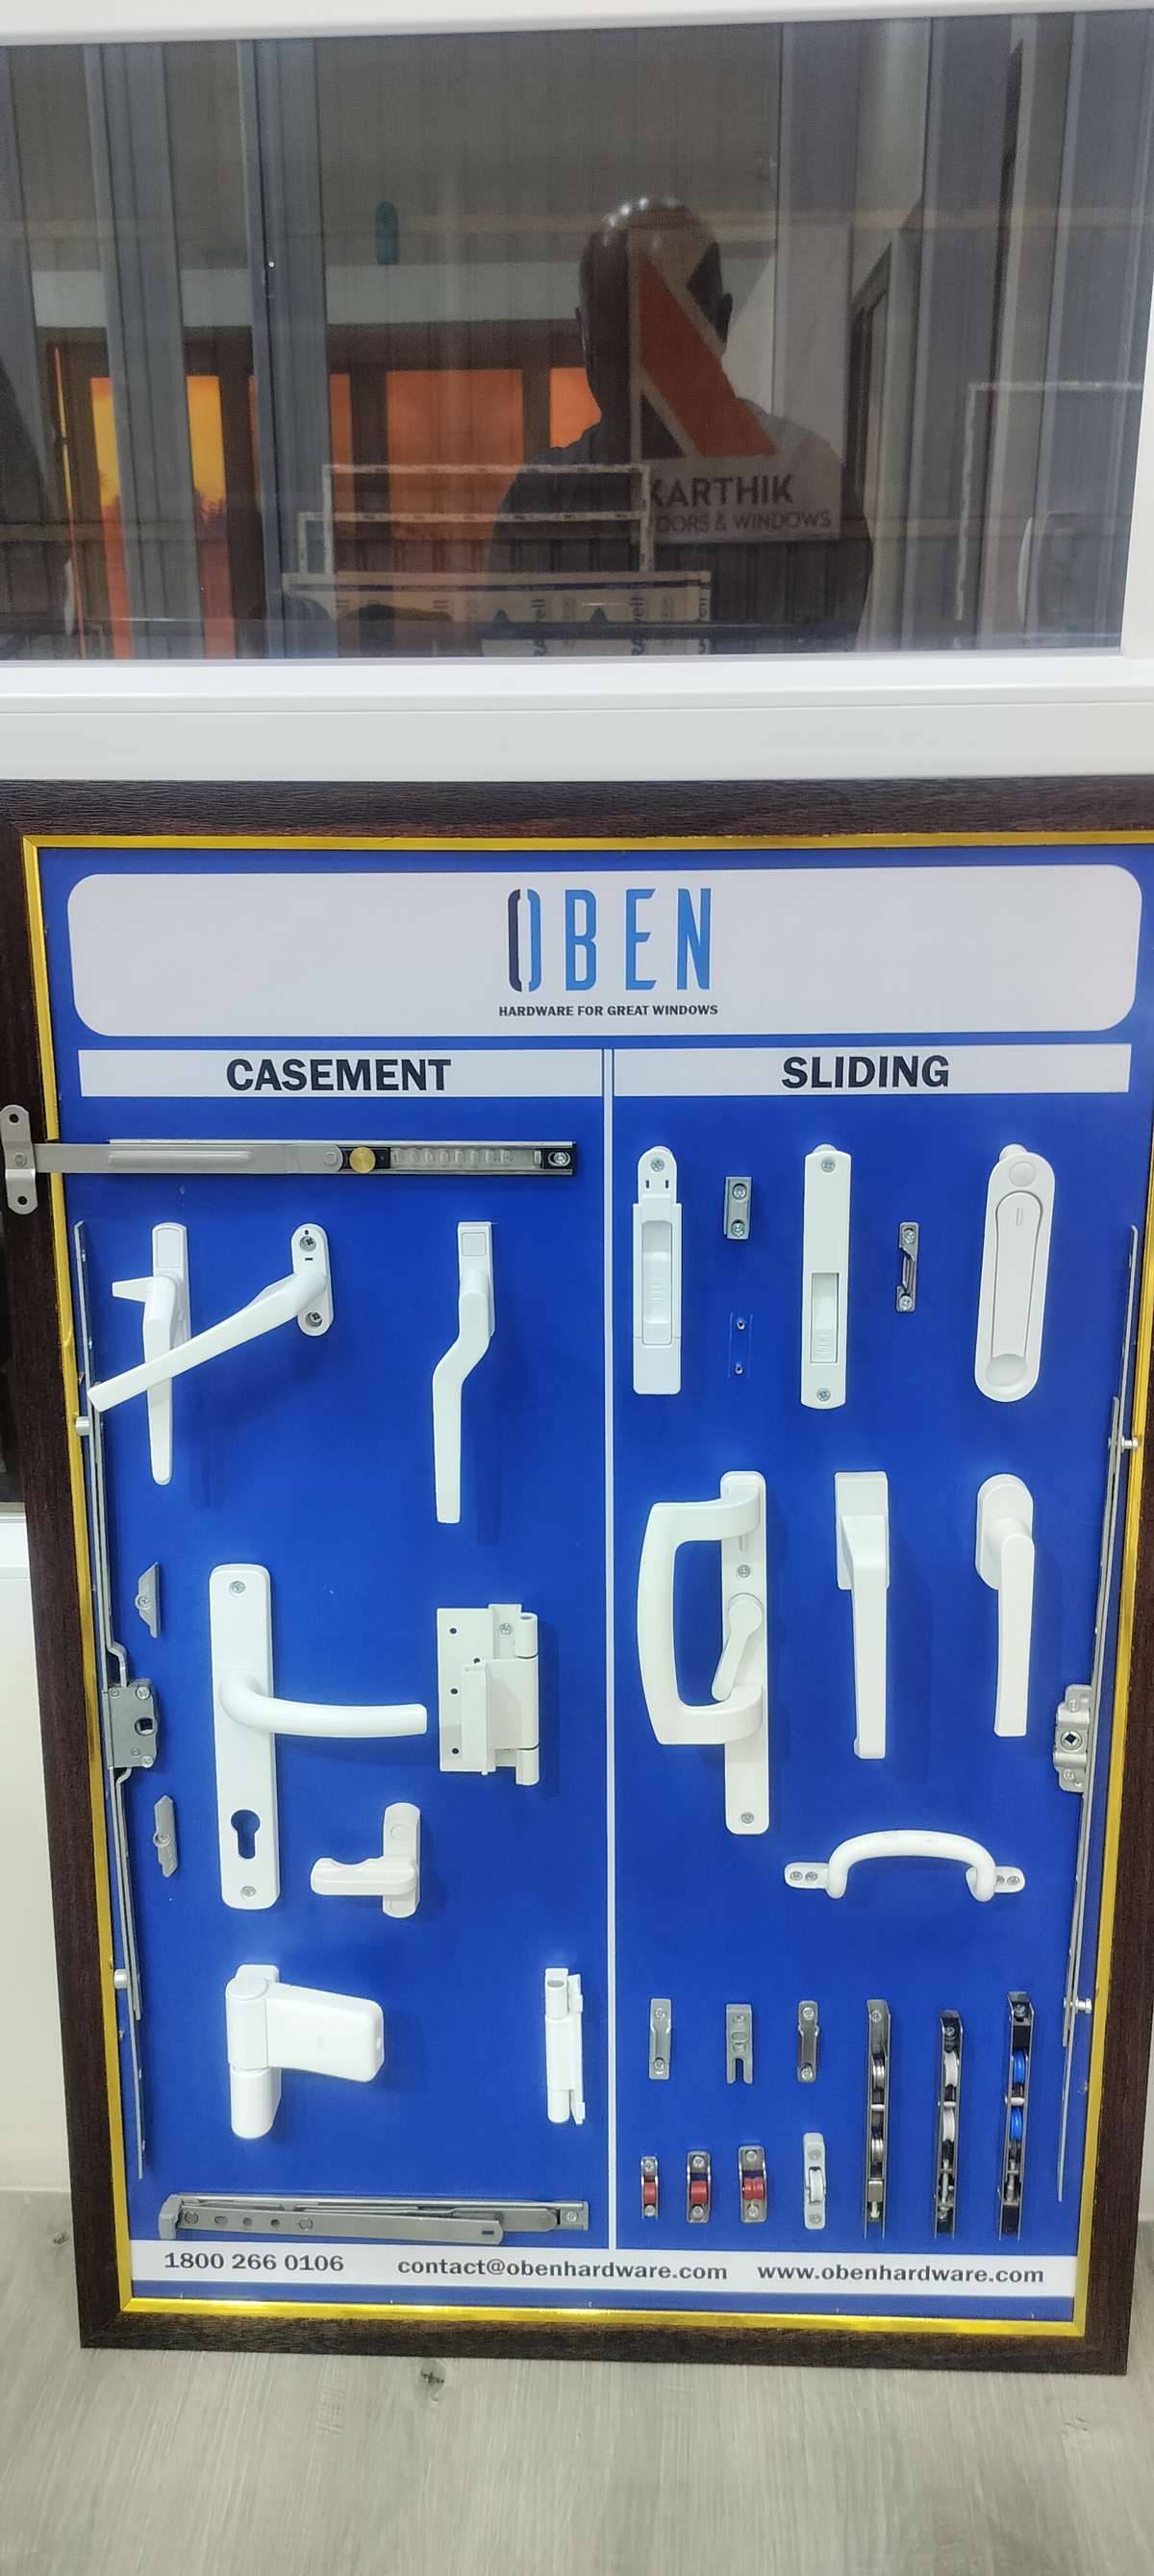 KARTHIK
DOORS & WINDOWS
OBEN
HARDWARE FOR GREAT WINDOWS
CASEMENT
SLIDING
1800 266 0106
contact@obenhardware.com
www.obenhardware.com